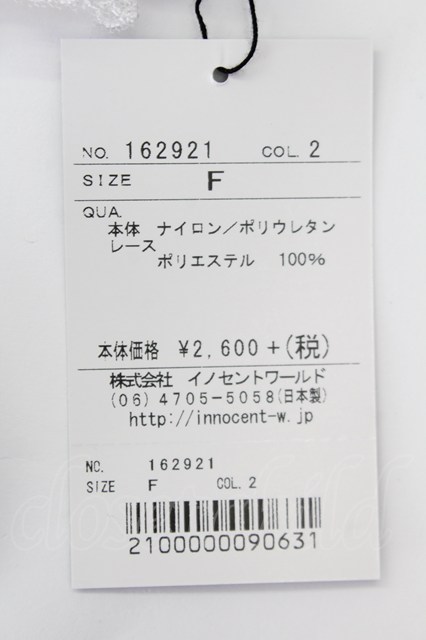 NO. 162921 COL. 2
SIZE F
QUA.
本体 ナイロン／ポリウレタン
レース
ポリエステル 100%
本体価格 ¥2,600+(税)
株式会社 イノセントワールド
(06) 4705-5058(日本製)
http://innocent-w.jp
NO. 162921
SIZE F COL. 2
2100000090631